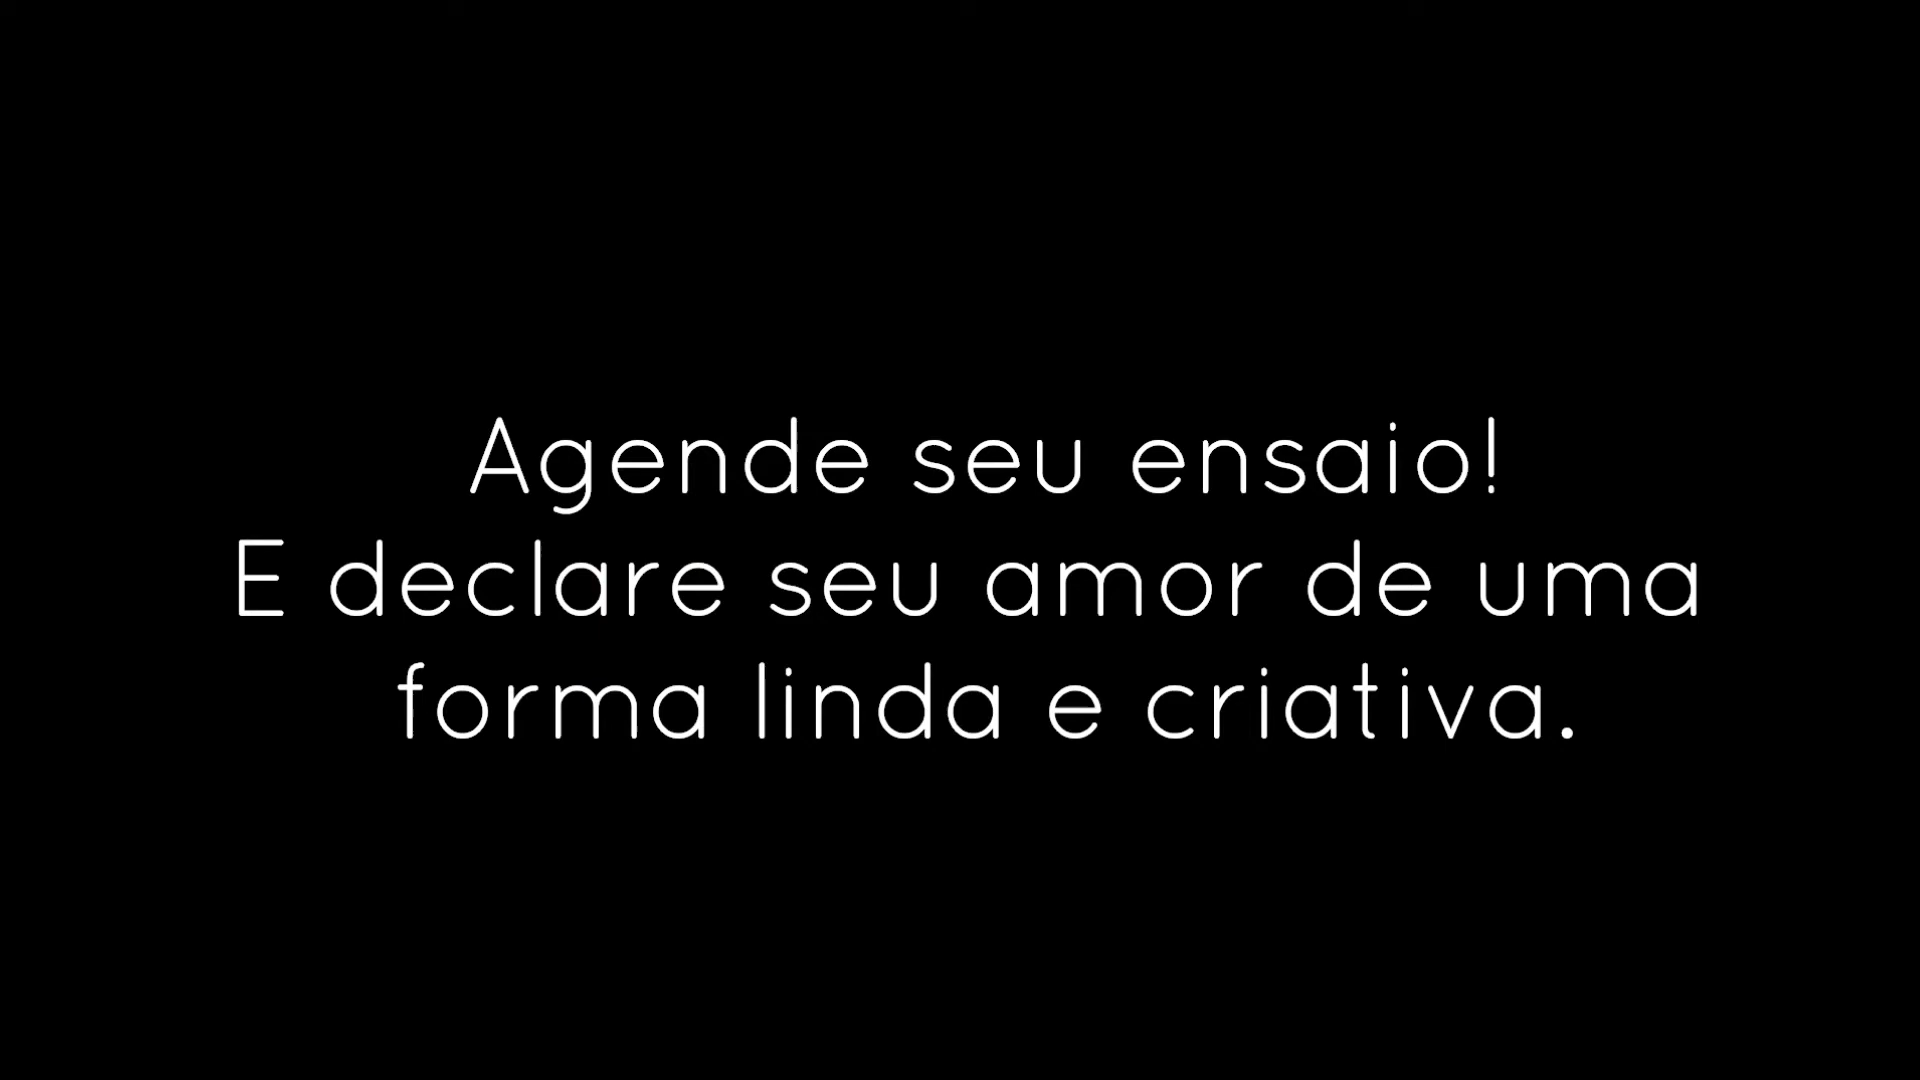 Agende seu ensaio!
E declare seu amor de uma
forma linda e criativa.